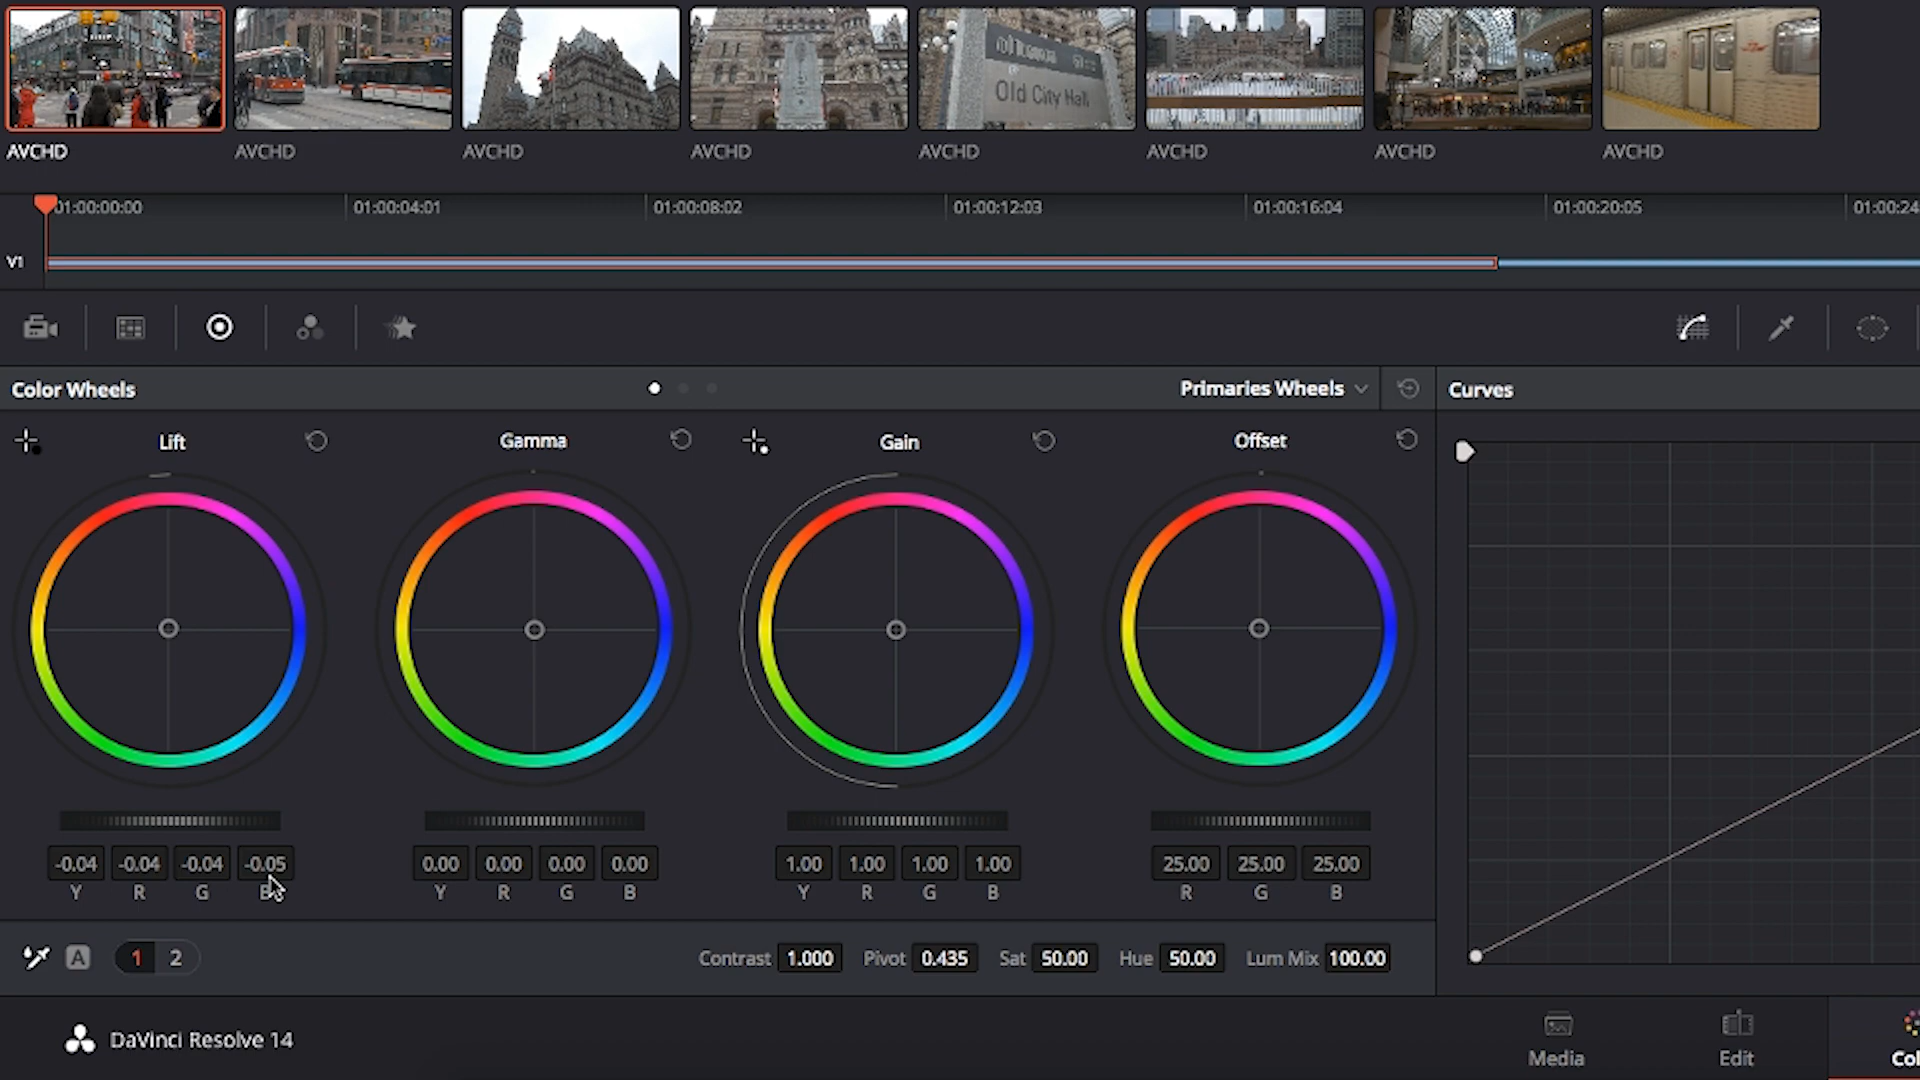 Old City Hall
AVCHD AVCHD AVCHD AVCHD AVCHD AVCHD AVCHD AVCHD
01:00:00:00 01:00:04:01 01:00:08:02 01:00:12:03 01:00:16:04 01:00:20:05 01:00:24
V1
Color Wheels Primaries Wheels Curves
Lift Gamma Gain Offset
-0.04 -0.04 -0.04 -0.05 0.00 0.00 0.00 0.00 1.00 1.00 1.00 1.00 25.00 25.00 25.00
Y R G B Y R G B Y R G B R G B
A 1 2 Contrast 1.000 Pivot 0.435 Sat 50.00 Hue 50.00 Lum Mix 100.00
DaVinci Resolve 14
Media Edit Col